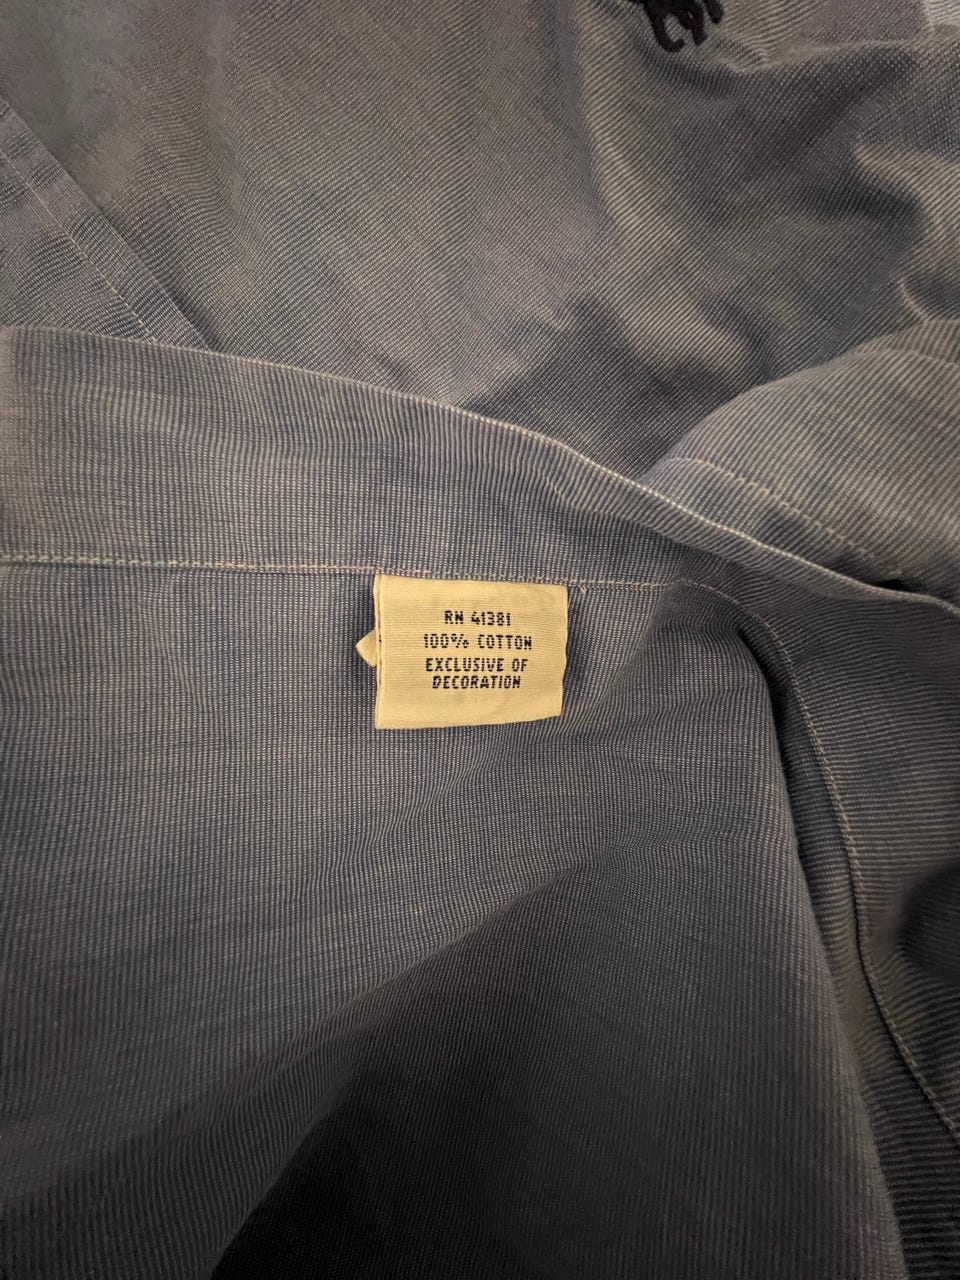 RN 41381
100% COTTON
EXCLUSIVE OF
DECORATION